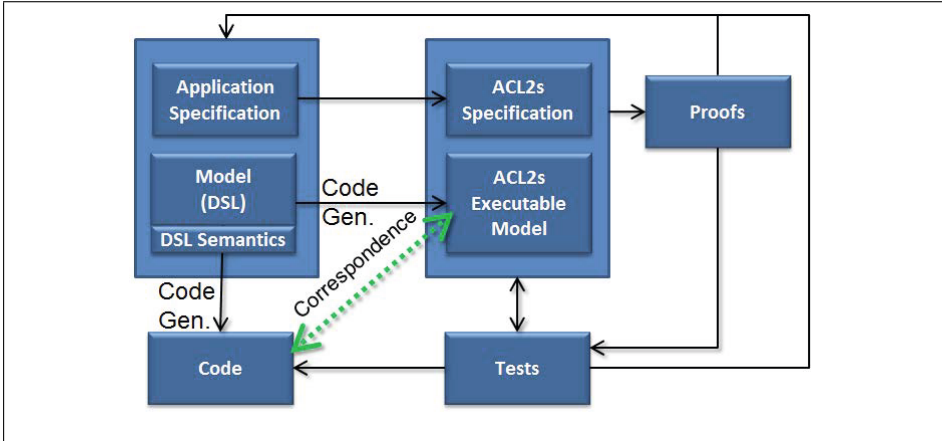 Application
Specification
ACL2s
Specification
Proofs
Model
(DSL)
DSL Semantics
Code
Gen.
ACL2s
Executable
Model
Correspondence
Code
Gen.
Code
Tests